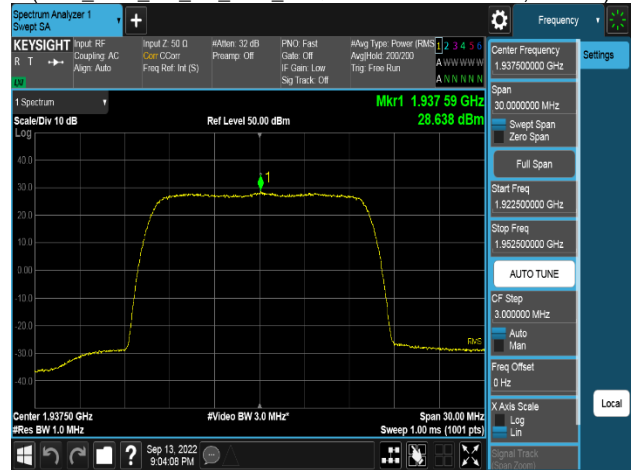 Spectrum Analyzer 1
Swept SA
+
Frequency
KEYSIGHT
R T
LXI
Input: RF
Coupling: AC
Align: Auto
Input Z: 50 Ω
Corr CCorr
Freq Ref: Int (S)
#Atten: 32 dB
Preamp: Off
PNO: Fast
Gate: Off
IF Gain: Low
Sig Track: Off
#Avg Type: Power (RMS
Avg|Hold: 200/200
Trig: Free Run
1 2 3 4 5 6
A W W W W W
A N N N N N
1 Spectrum
Scale/Div 10 dB
Log
Ref Level 50.00 dBm
Mkr1 1.937 59 GHz
28.638 dBm
40.0
30.0
20.0
10.0
0.00
-10.0
-20.0
-30.0
-40.0
1
RMS
Center 1.93750 GHz
#Res BW 1.0 MHz
#Video BW 3.0 MHz*
Span 30.00 MHz
Sweep 1.00 ms (1001 pts)
Center Frequency
1.937500000 GHz
Settings
Span
30.0000000 MHz
Swept Span
Zero Span
Full Span
Start Freq
1.922500000 GHz
Stop Freq
1.952500000 GHz
AUTO TUNE
CF Step
3.000000 MHz
Auto
Man
Freq Offset
0 Hz
X Axis Scale
Log
Lin
Local
Signal Track
(Span Zoom)
?
Sep 13, 2022
9:04:08 PM